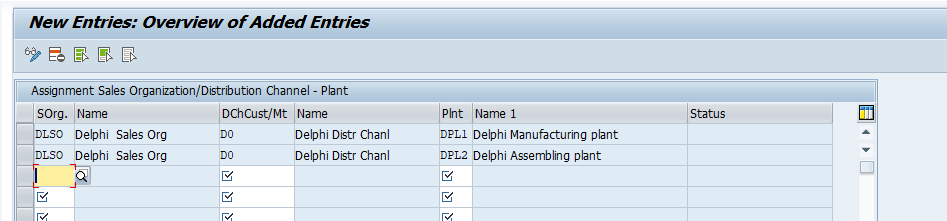 New Entries: Overview of Added Entries
Assignment Sales Organization/Distribution Channel - Plant
SOrg. Name DChCust/Mt Name Plnt Name 1 Status
DLSO Delphi Sales Org D0 Delphi Distr Chanl DPL1 Delphi Manufacturing plant
DLSO Delphi Sales Org D0 Delphi Distr Chanl DPL2 Delphi Assembling plant